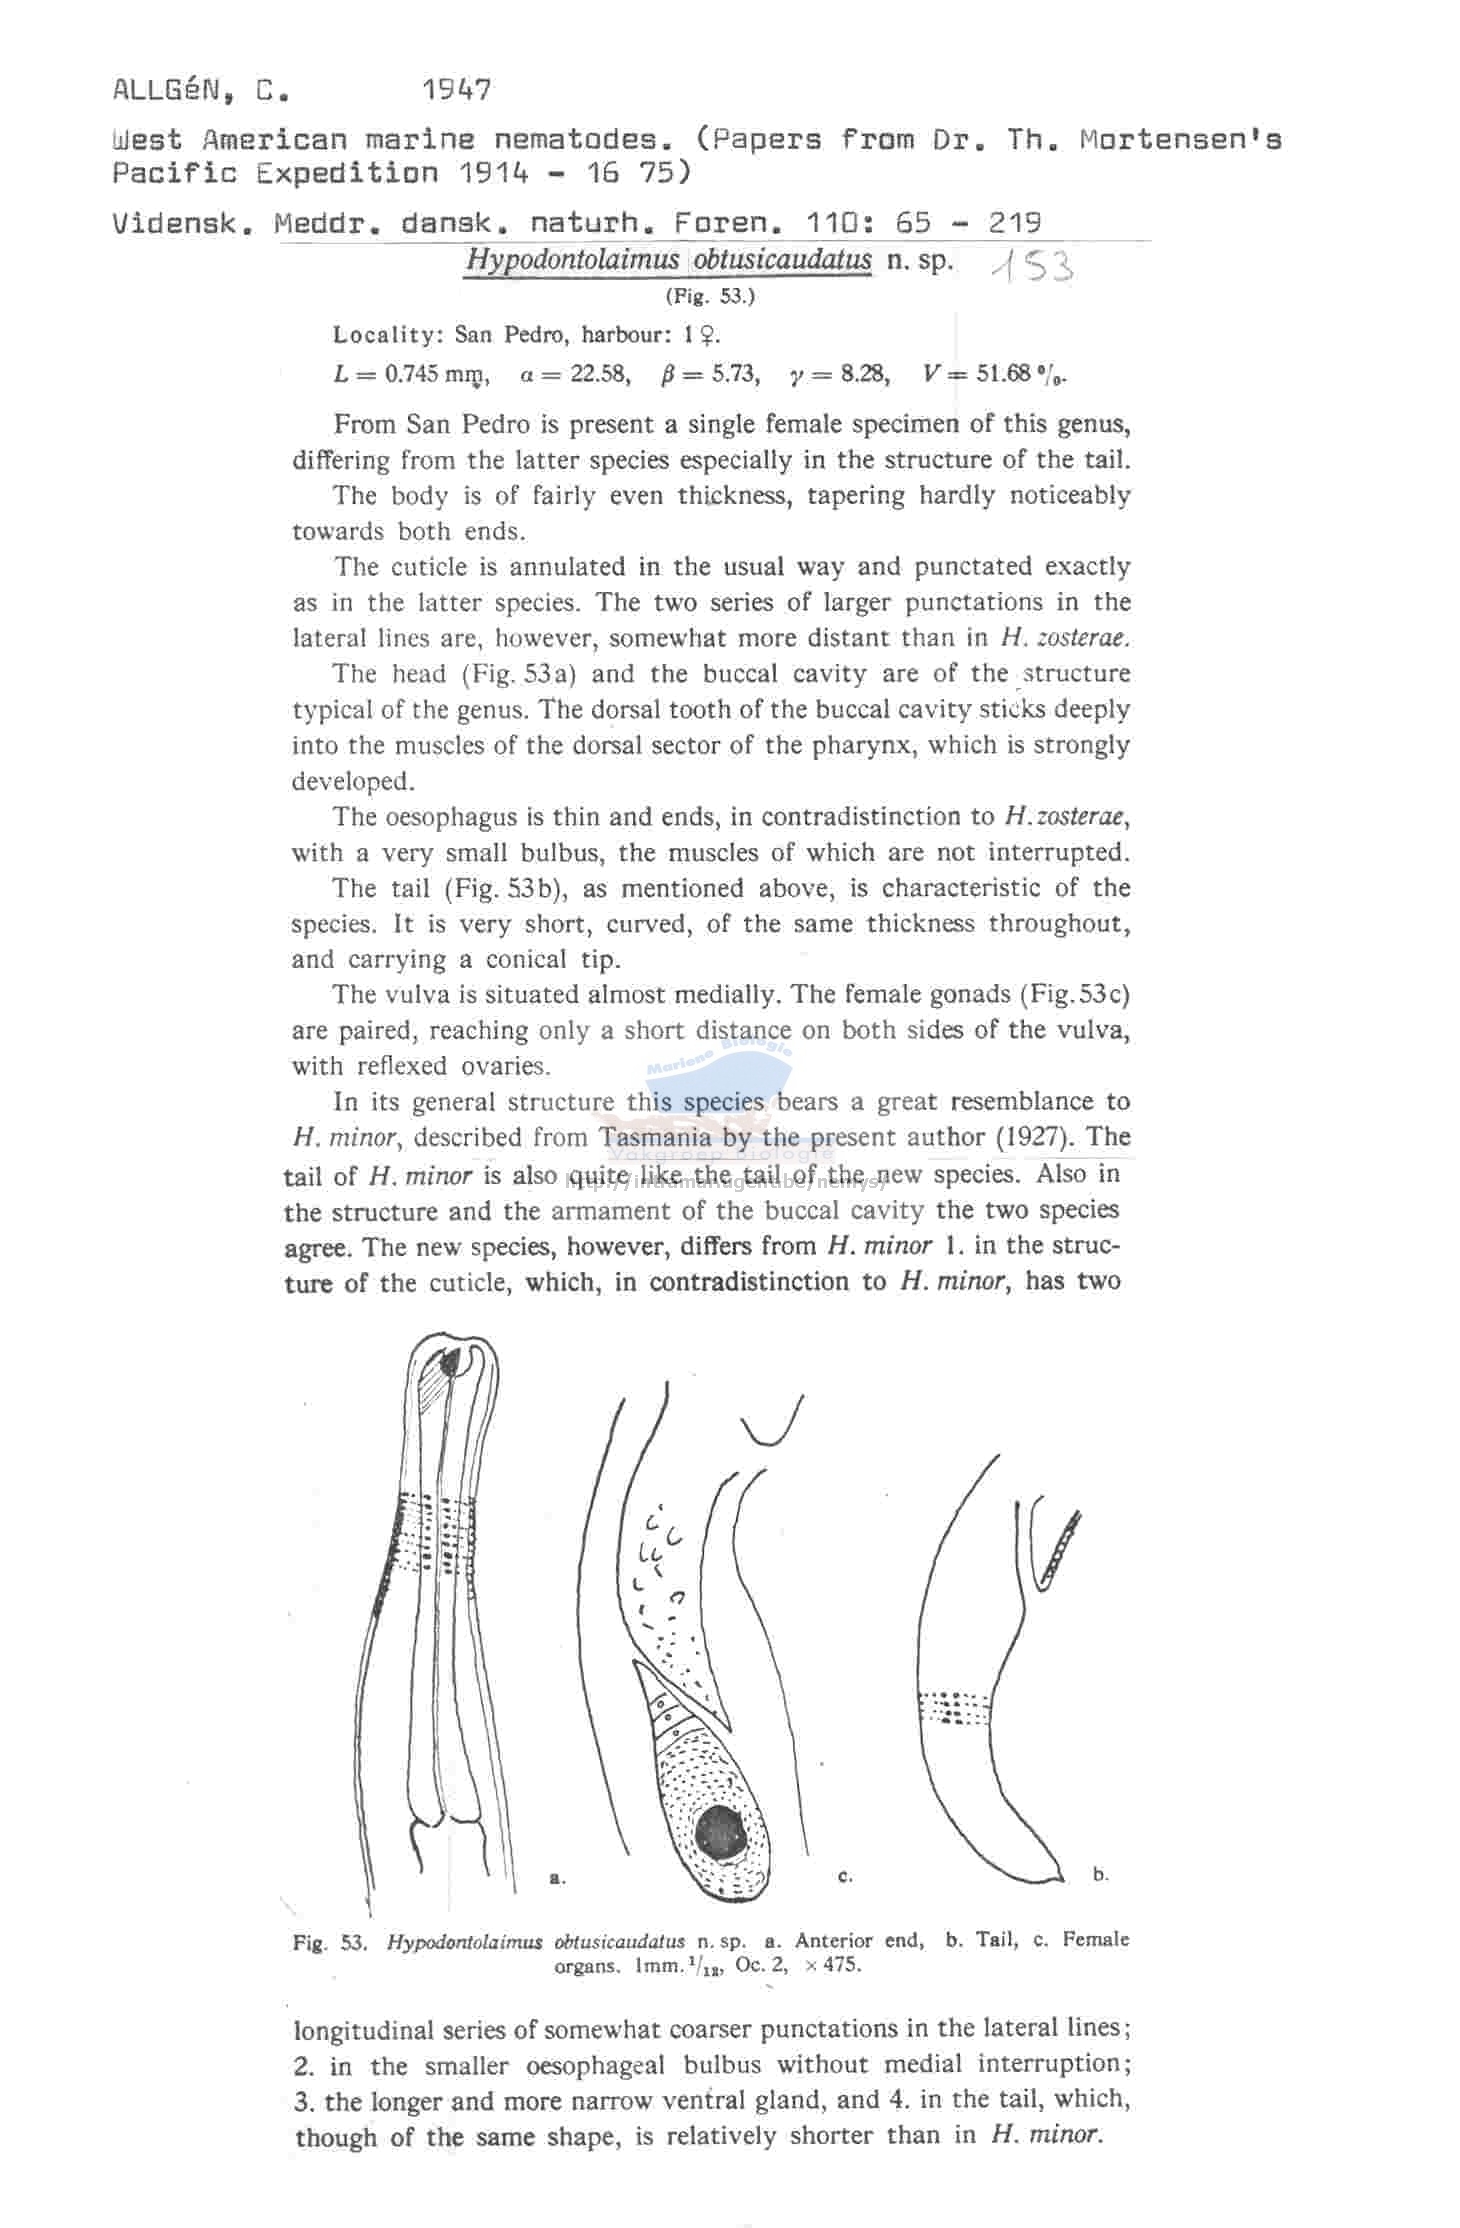 ALLGéN, C. 1947
West American marine nematodes. (Papers from Dr. Th. Mortensen's
Pacific Expedition 1914 - 16 75)
Vidensk. Meddr. dansk. naturh. Foren. 110: 65 - 219
Hypodontolaimus obtusicaudatus n. sp. 153
(Fig. 53.)
Locality: San Pedro, harbour: 1 ♀.
L = 0.745 mm, α = 22.58, β = 5.73, γ = 8.28, V = 51.68 %.
From San Pedro is present a single female specimen of this genus,
differing from the latter species especially in the structure of the tail.
The body is of fairly even thickness, tapering hardly noticeably
towards both ends.
The cuticle is annulated in the usual way and punctated exactly
as in the latter species. The two series of larger punctations in the
lateral lines are, however, somewhat more distant than in H. zosterae.
The head (Fig. 53a) and the buccal cavity are of the structure
typical of the genus. The dorsal tooth of the buccal cavity sticks deeply
into the muscles of the dorsal sector of the pharynx, which is strongly
developed.
The oesophagus is thin and ends, in contradistinction to H. zosterae,
with a very small bulbus, the muscles of which are not interrupted.
The tail (Fig. 53b), as mentioned above, is characteristic of the
species. It is very short, curved, of the same thickness throughout,
and carrying a conical tip.
The vulva is situated almost medially. The female gonads (Fig. 53c)
are paired, reaching only a short distance on both sides of the vulva,
with reflexed ovaries.
Mariene Biologie
In its general structure this species bears a great resemblance to
H. minor, described from Tasmania by the present author (1927). The
Vakgroep Biologie
tail of H. minor is also quite like the tail of the new species. Also in
the structure and the armament of the buccal cavity the two species
agree. The new species, however, differs from H. minor 1. in the struc-
ture of the cuticle, which, in contradistinction to H. minor, has two
a.
c.
b.
Fig. 53. Hypodontolaimus obtusicaudatus n. sp. a. Anterior end, b. Tail, c. Female
organs. Imm. 1/12, Oc. 2, × 475.
longitudinal series of somewhat coarser punctations in the lateral lines;
2. in the smaller oesophageal bulbus without medial interruption;
3. the longer and more narrow ventral gland, and 4. in the tail, which,
though of the same shape, is relatively shorter than in H. minor.